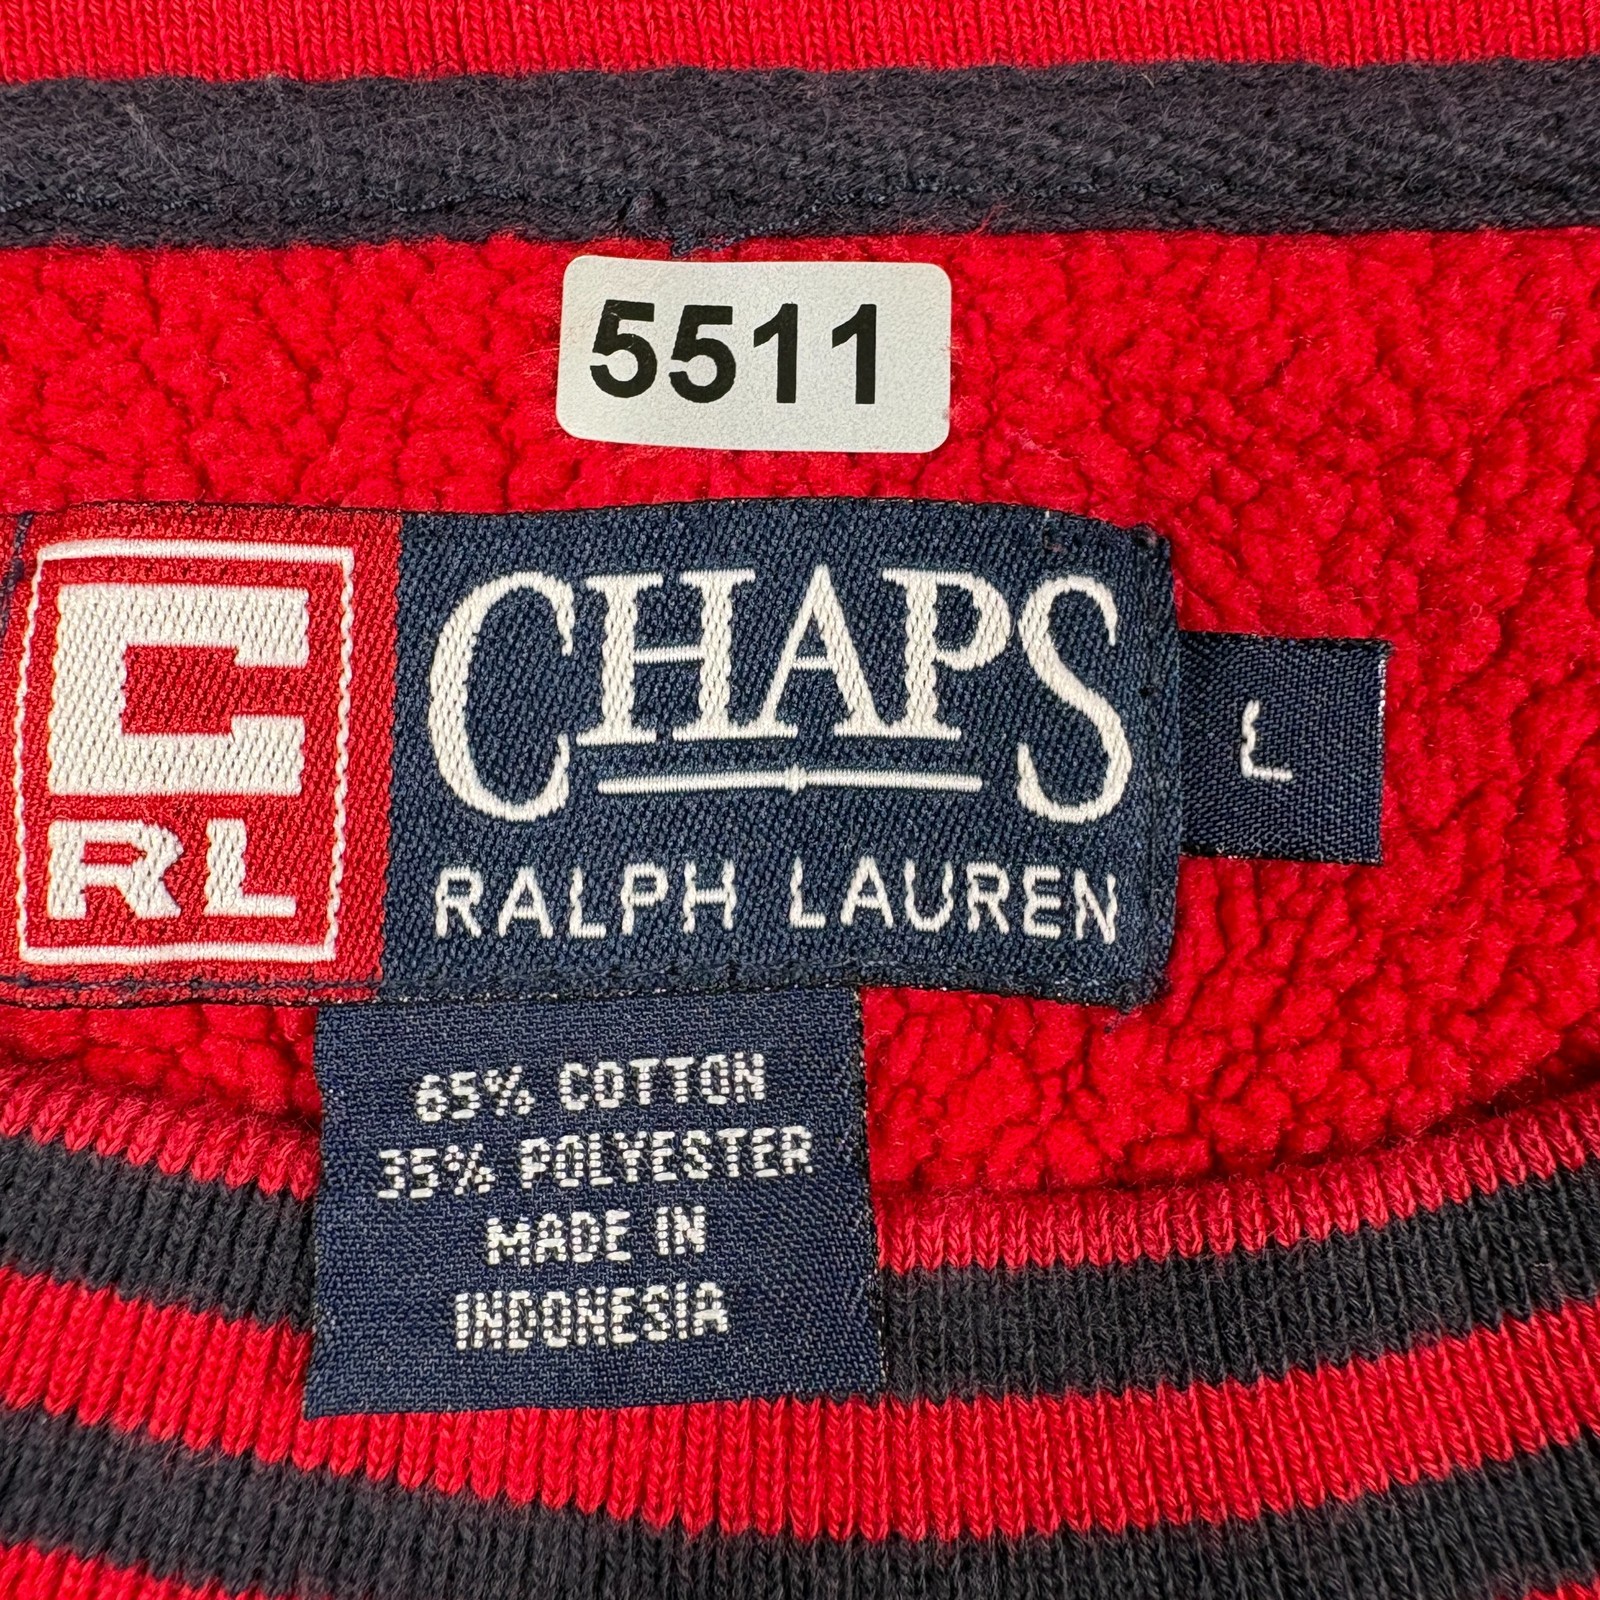 5511
C
RL
CHAPS
RALPH LAUREN
L
65% COTTON
35% POLYESTER
MADE IN
INDONESIA